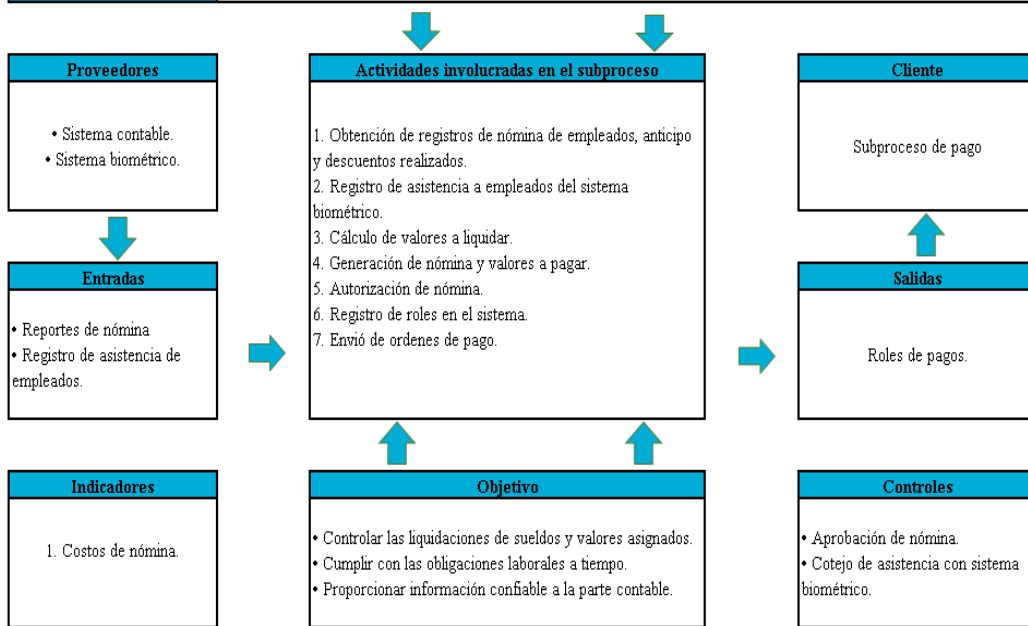 Proveedores
• Sistema contable.
• Sistema biométrico.
Entradas
• Reportes de nómina
• Registro de asistencia de
empleados.
Indicadores
1. Costos de nómina.
Actividades involucradas en el subproceso
1. Obtención de registros de nómina de empleados, anticipo
y descuentos realizados.
2. Registro de asistencia a empleados del sistema
biométrico.
3. Cálculo de valores a liquidar.
4. Generación de nómina y valores a pagar.
5. Autorización de nómina.
6. Registro de roles en el sistema.
7. Envió de ordenes de pago.
Objetivo
• Controlar las liquidaciones de sueldos y valores asignados.
• Cumplir con las obligaciones laborales a tiempo.
• Proporcionar información confiable a la parte contable.
Cliente
Subproceso de pago
Salidas
Roles de pagos.
Controles
• Aprobación de nómina.
• Cotejo de asistencia con sistema
biométrico.